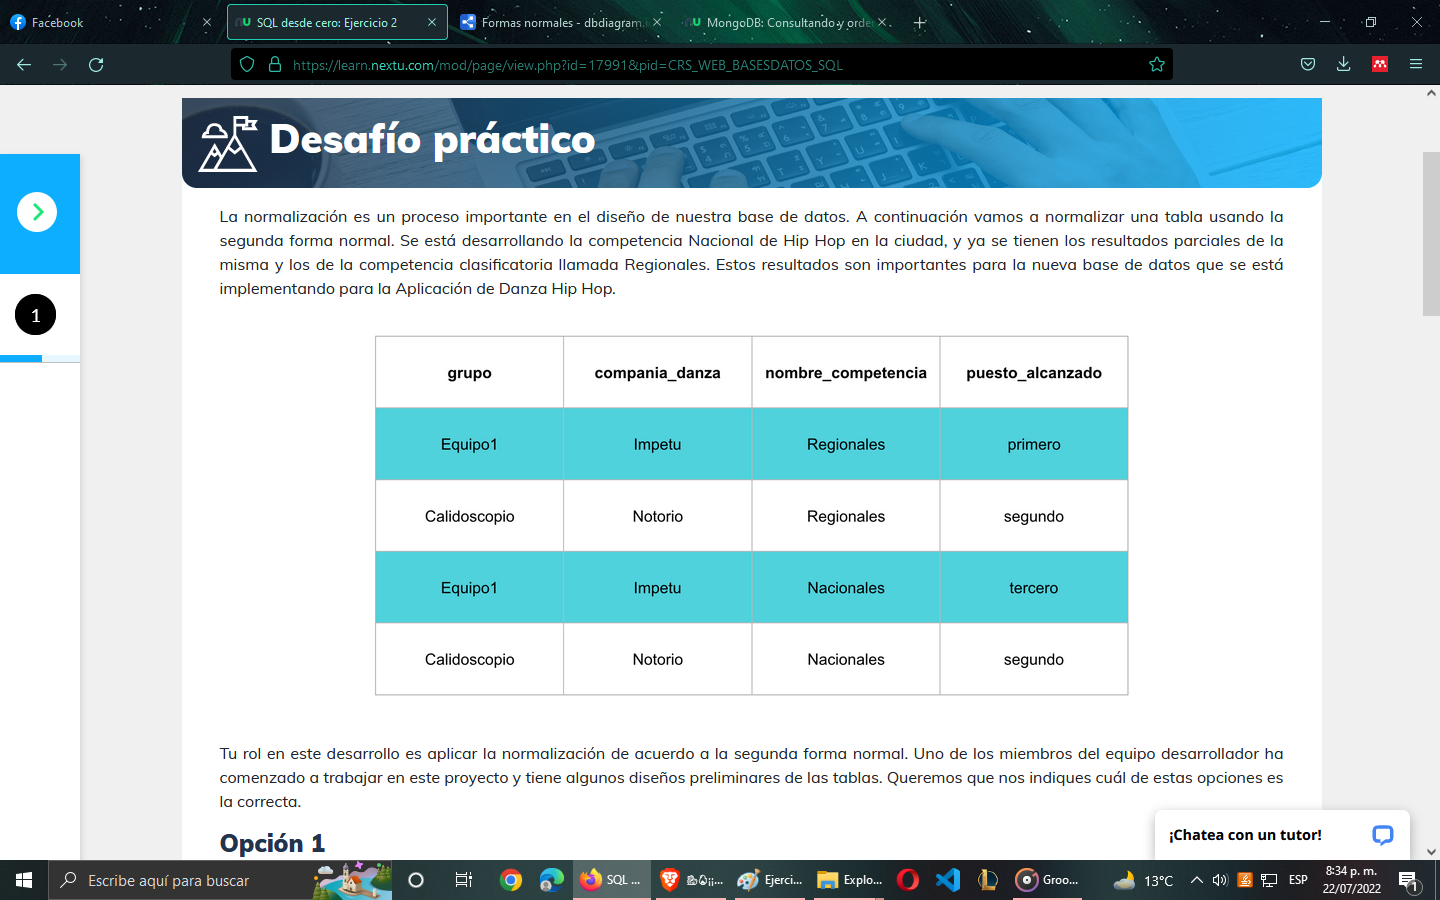 Facebook
SQL desde cero: Ejercicio 2
Formas normales - dbdiagram.
MongoDB: Consultando y orde
https://learn.nextu.com/mod/page/view.php?id=17991&pid=CRS_WEB_BASESDATOS_SQL
Desafío práctico
1
La normalización es un proceso importante en el diseño de nuestra base de datos. A continuación vamos a normalizar una tabla usando la
segunda forma normal. Se está desarrollando la competencia Nacional de Hip Hop en la ciudad, y ya se tienen los resultados parciales de la
misma y los de la competencia clasificatoria llamada Regionales. Estos resultados son importantes para la nueva base de datos que se está
implementando para la Aplicación de Danza Hip Hop.
grupo compania_danza nombre_competencia puesto_alcanzado
Equipo1 Impetu Regionales primero
Calidoscopio Notorio Regionales segundo
Equipo1 Impetu Nacionales tercero
Calidoscopio Notorio Nacionales segundo
Tu rol en este desarrollo es aplicar la normalización de acuerdo a la segunda forma normal. Uno de los miembros del equipo desarrollador ha
comenzado a trabajar en este proyecto y tiene algunos diseños preliminares de las tablas. Queremos que nos indiques cuál de estas opciones es
la correcta.
Opción 1
¡Chatea con un tutor!
Escribe aquí para buscar
SQL ...
Ejerci...
Explo...
Groo...
13°C
ESP
8:34 p. m.
22/07/2022
1